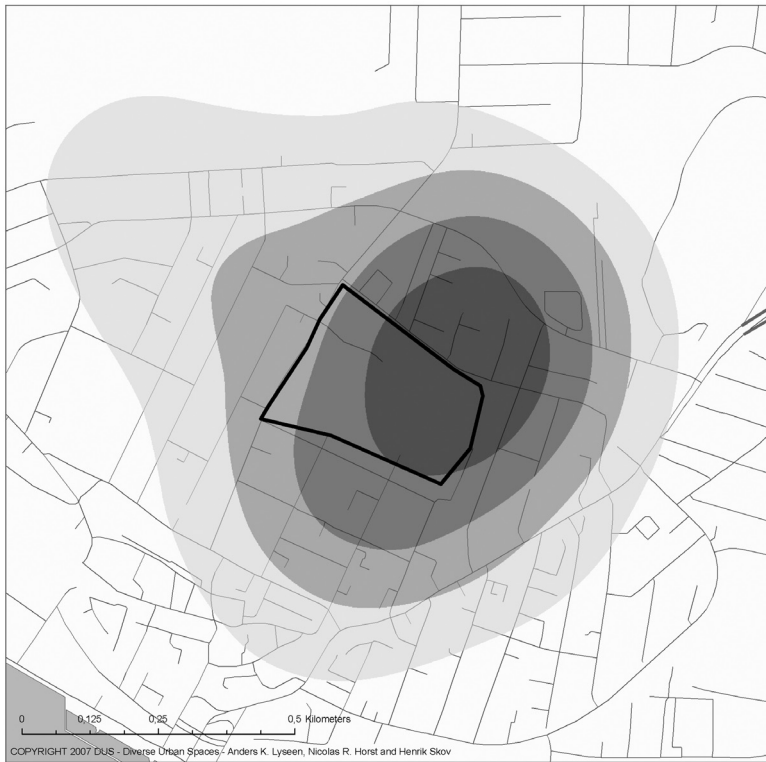 0 0,125 0,25 0,5 Kilometers
COPYRIGHT 2007 DUS - Diverse Urban Spaces - Anders K. Lyseen, Nicolas R. Horst and Henrik Skov